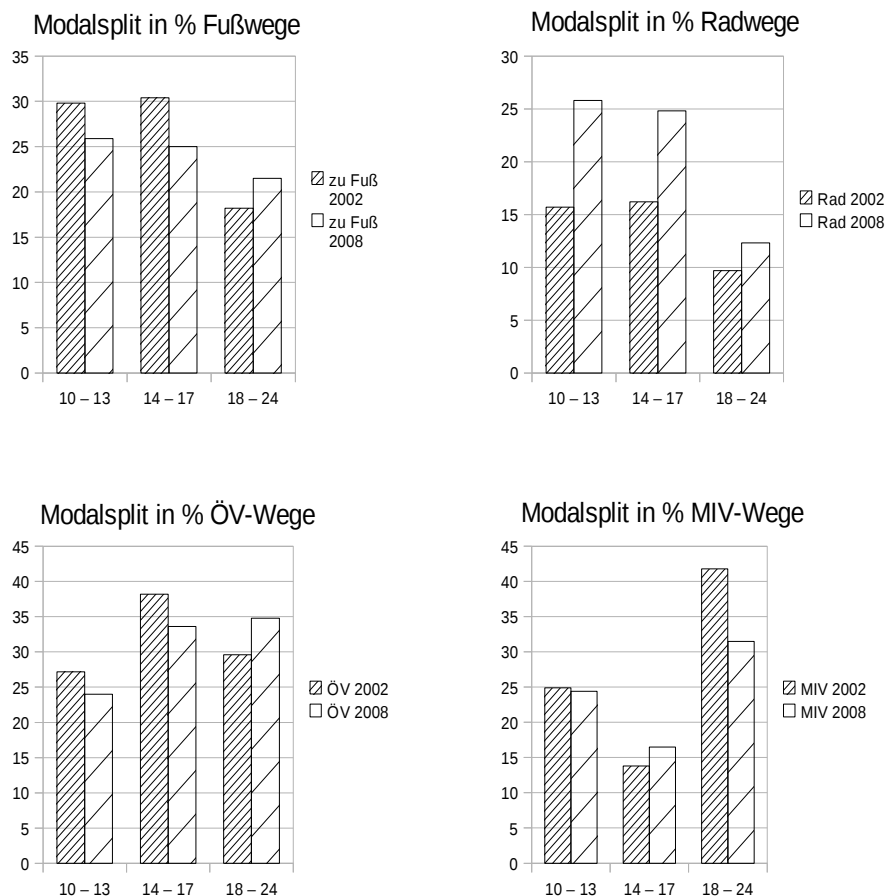 Modalsplit in % Fußwege
35
30
25
20
15
10
5
0
10 – 13
14 – 17
18 – 24
zu Fuß
2002
zu Fuß
2008
Modalsplit in % Radwege
30
25
20
15
10
5
0
10 – 13
14 – 17
18 – 24
Rad 2002
Rad 2008
Modalsplit in % ÖV-Wege
45
40
35
30
25
20
15
10
5
0
10 – 13
14 – 17
18 – 24
ÖV 2002
ÖV 2008
Modalsplit in % MIV-Wege
45
40
35
30
25
20
15
10
5
0
10 – 13
14 – 17
18 – 24
MIV 2002
MIV 2008